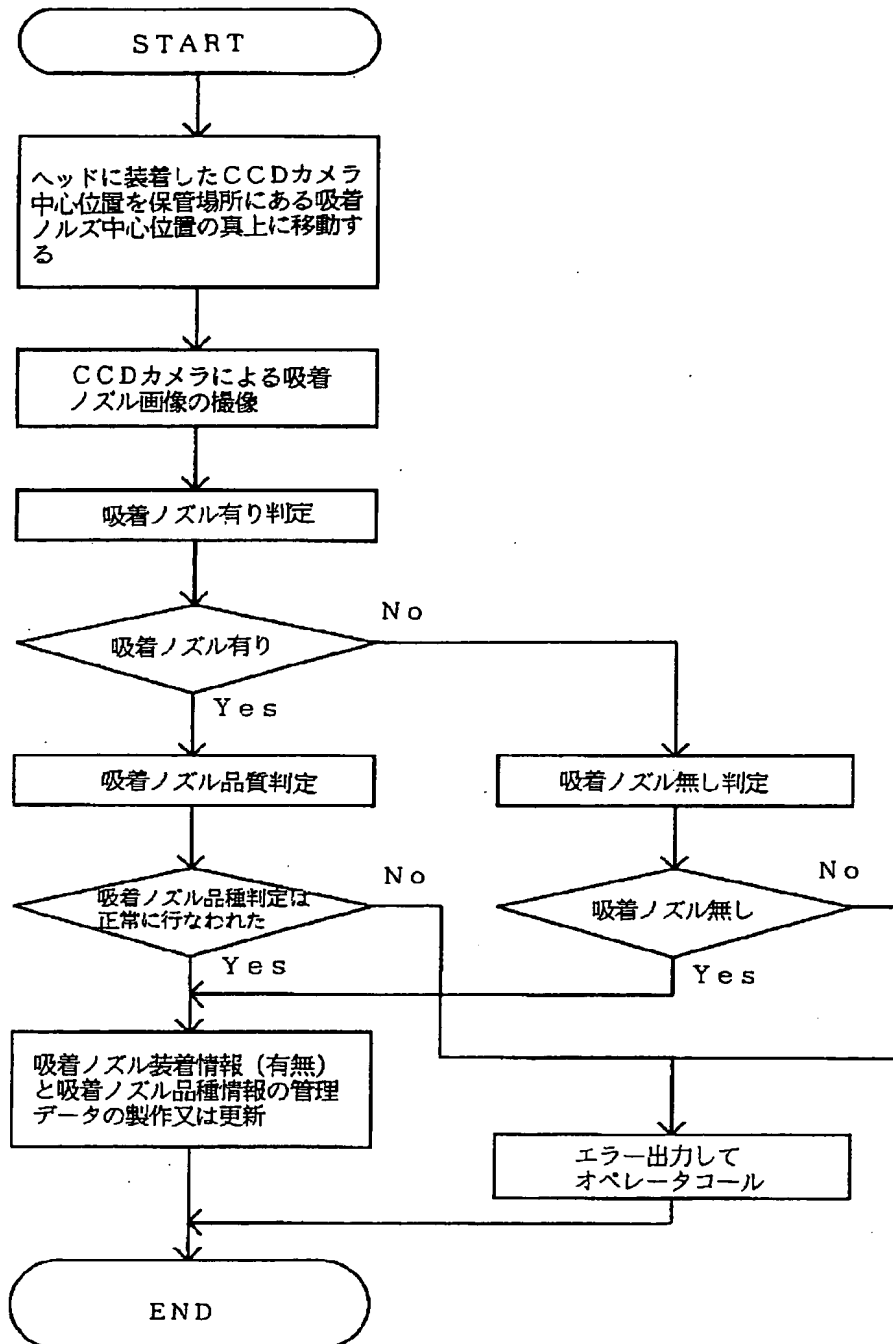 START
ヘッドに装着したCCDカメラ
中心位置を保管場所にある吸着
ノルズ中心位置の真上に移動す
る
CCDカメラによる吸着
ノズル画像の撮像
吸着ノズル有り判定
吸着ノズル有り
No
Yes
吸着ノズル品質判定
吸着ノズル無し判定
吸着ノズル品種判定は
正常に行なわれた
No
Yes
吸着ノズル無し
No
Yes
吸着ノズル装着情報（有無）
と吸着ノズル品種情報の管理
データの製作又は更新
エラー出力して
オペレータコール
END